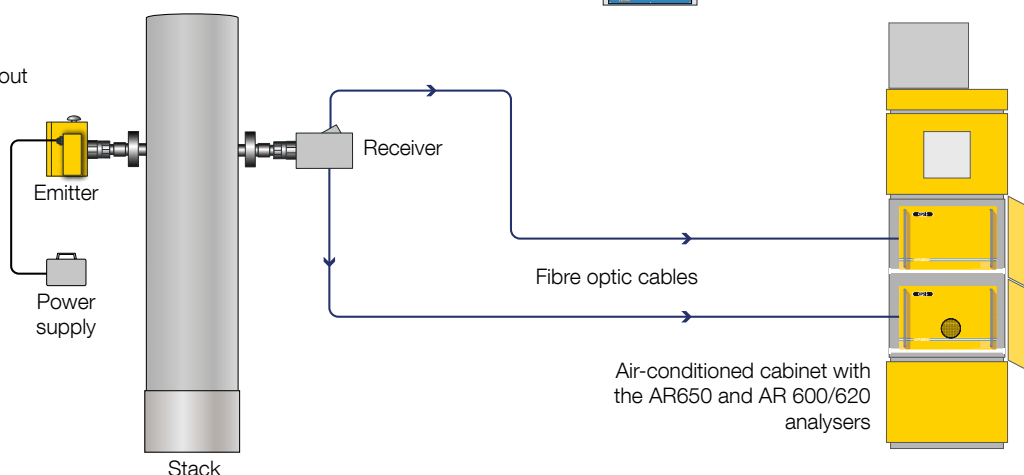 out
Emitter
Receiver
Power
supply
Fibre optic cables
Air-conditioned cabinet with
the AR650 and AR 600/620
analysers
Stack